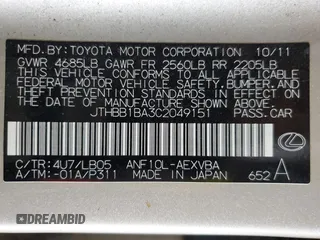 MFD.BY:TOYOTA MOTOR CORPORATION 10/11
GVWR 4685LB GAWR FR 2560LB RR 2205LB
THIS VEHICLE CONFORMS TO ALL APPLI-
CABLE FEDERAL MOTOR VEHICLE
SAFETY, BUMPER, AND
THEFT PREVENTION STANDARDS IN EFFECT ON
THE DATE OF MANUFACTURE SHOWN ABOVE.
JTHBB1BA3C2049151 PASS.CAR
C/TR:4U7/LB05 ANF10L-AEXVBA
A/TM:-01A/P311 MADE IN JAPAN 652 A
DREAMBID